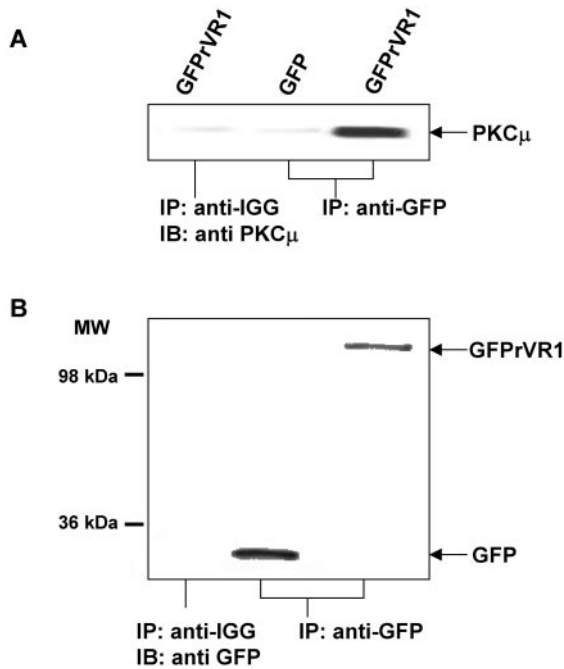 A
GFPrVR1
GFP
GFPrVR1
PKCμ
IP: anti-IGG
IB: anti PKCμ
IP: anti-GFP
B
MW
GFPrVR1
98 kDa
36 kDa
GFP
IP: anti-IGG
IB: anti GFP
IP: anti-GFP